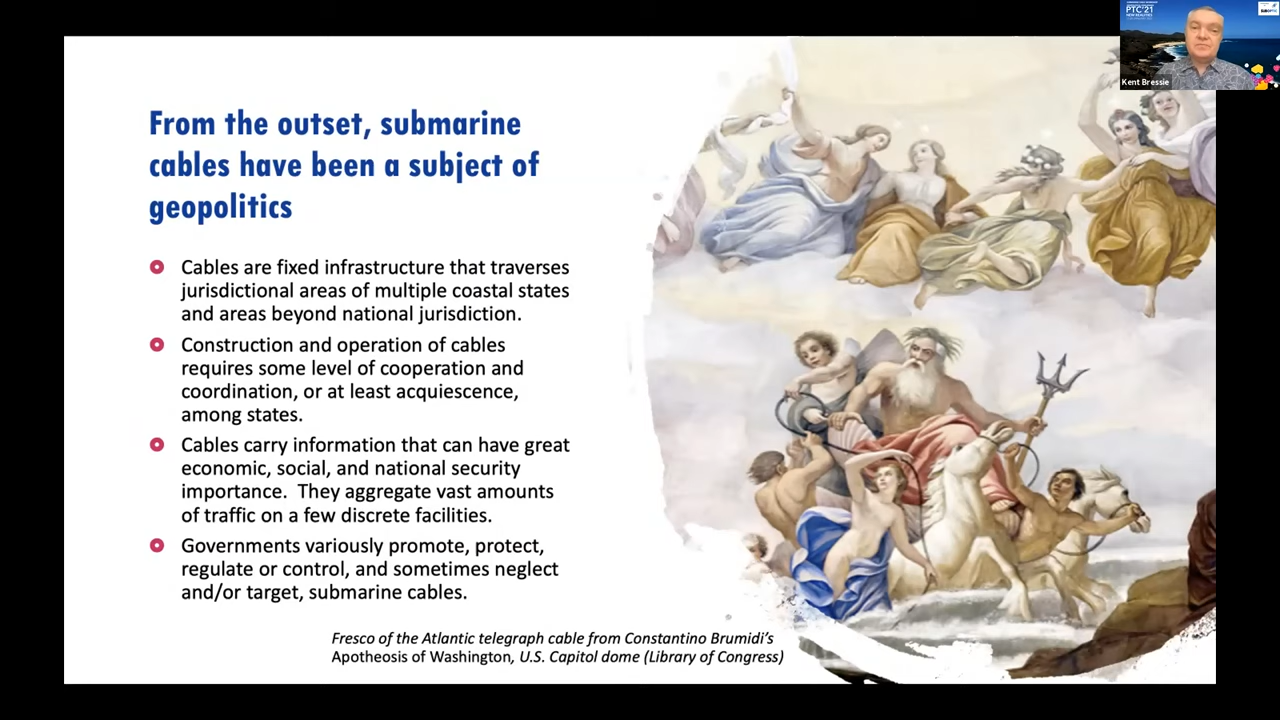 From the outset, submarine
cables have been a subject of
geopolitics
Cables are fixed infrastructure that traverses
jurisdictional areas of multiple coastal states
and areas beyond national jurisdiction.
Construction and operation of cables
requires some level of cooperation and
coordination, or at least acquiescence,
among states.
Cables carry information that can have great
economic, social, and national security
importance.  They aggregate vast amounts
of traffic on a few discrete facilities.
Governments variously promote, protect,
regulate or control, and sometimes neglect
and/or target, submarine cables.
Fresco of the Atlantic telegraph cable from Constantino Brumidi’s
Apotheosis of Washington, U.S. Capitol dome (Library of Congress)
PTC'21
NEW REALITIES
SUBOPTIC
Kent Bressie